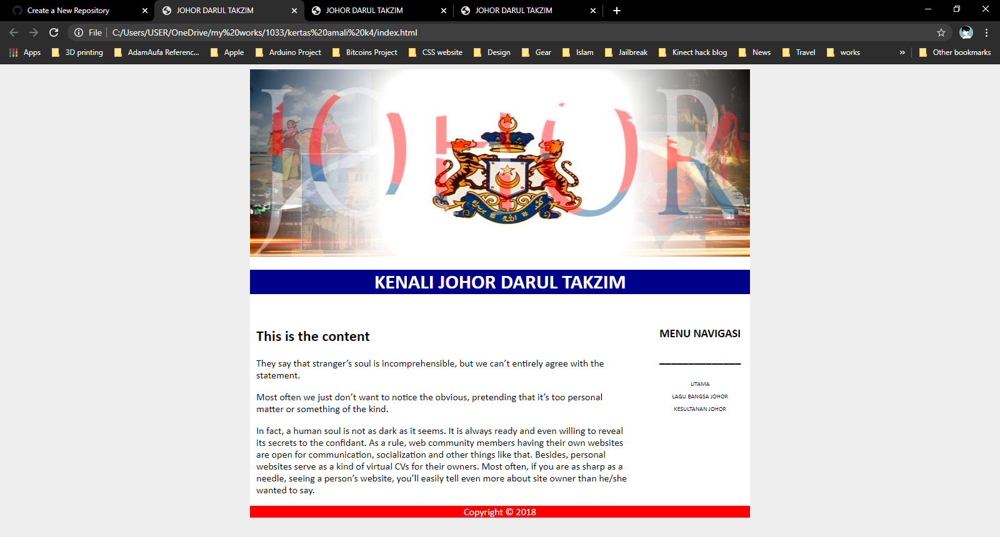 Create a New Repository
JOHOR DARUL TAKZIM
JOHOR DARUL TAKZIM
JOHOR DARUL TAKZIM
File
C:/Users/USER/OneDrive/my%20works/1033/kertas%20amali%20k4/index.html
Apps
3D printing
AdamAufa Referenc...
Apple
Arduino Project
Bitcoins Project
CSS website
Design
Gear
Islam
Jailbreak
Kinect hack blog
News
Travel
works
»
Other bookmarks
JOHOR
KENALI JOHOR DARUL TAKZIM
This is the content
They say that stranger’s soul is incomprehensible, but we can’t entirely agree with the
statement.
Most often we just don’t want to notice the obvious, pretending that it’s too personal
matter or something of the kind.
In fact, a human soul is not as dark as it seems. It is always ready and even willing to reveal
its secrets to the confidant. As a rule, web community members having their own websites
are open for communication, socialization and other things like that. Besides, personal
websites serve as a kind of virtual CVs for their owners. Most often, if you are as sharp as a
needle, seeing a person’s website, you’ll easily tell even more about site owner than he/she
wanted to say.
MENU NAVIGASI
UTAMA
LAGU BANGSA JOHOR
KESULTANAN JOHOR
Copyright © 2018